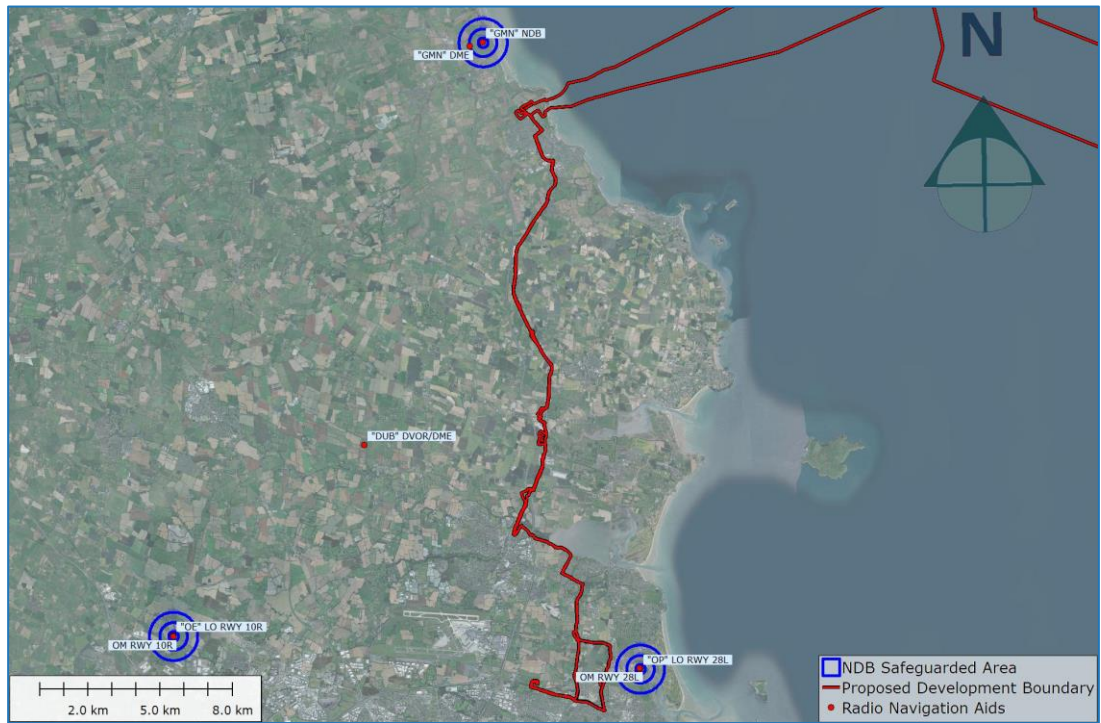 "GMN" NDB
"GMN" DME
N
"DUB" DVOR/DME
"OE" LO RWY 10R
OM RWY 10R
"OP" LO RWY 28L
OM RWY 28L
2.0 km 5.0 km 8.0 km
NDB Safeguarded Area
Proposed Development Boundary
Radio Navigation Aids